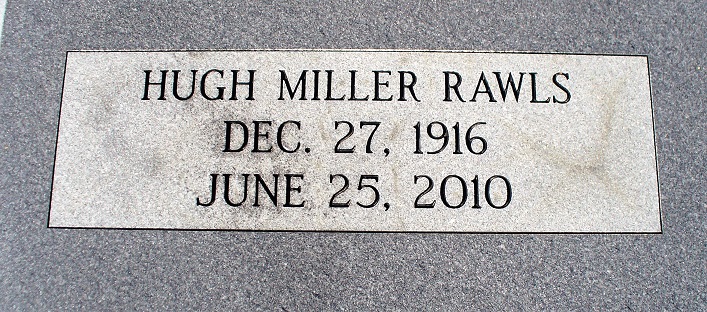 HUGH MILLER RAWLS
DEC. 27, 1916
JUNE 25, 2010